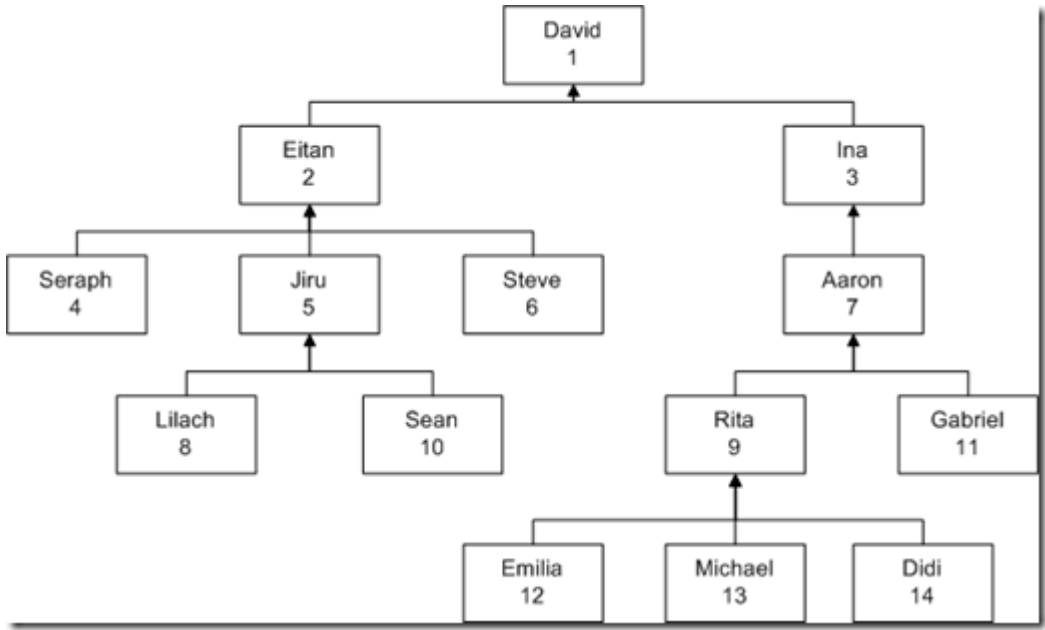 David
1
Eitan
2
Ina
3
Seraph
4
Jiru
5
Steve
6
Aaron
7
Lilach
8
Sean
10
Rita
9
Gabriel
11
Emilia
12
Michael
13
Didi
14